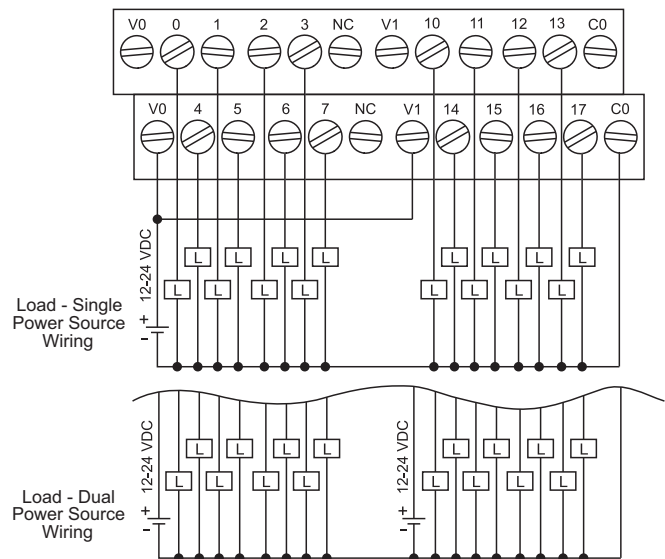 V0 0 1 2 3 NC V1 10 11 12 13 C0
V0 4 5 6 7 NC V1 14 15 16 17 C0
12-24 VDC
L L L L L L L L
L L L L L L L L
Load - Single
Power Source
Wiring
+
-
12-24 VDC
12-24 VDC
L L L L L L L L
L L L L L L L L
Load - Dual
Power Source
Wiring
+
-
+
-